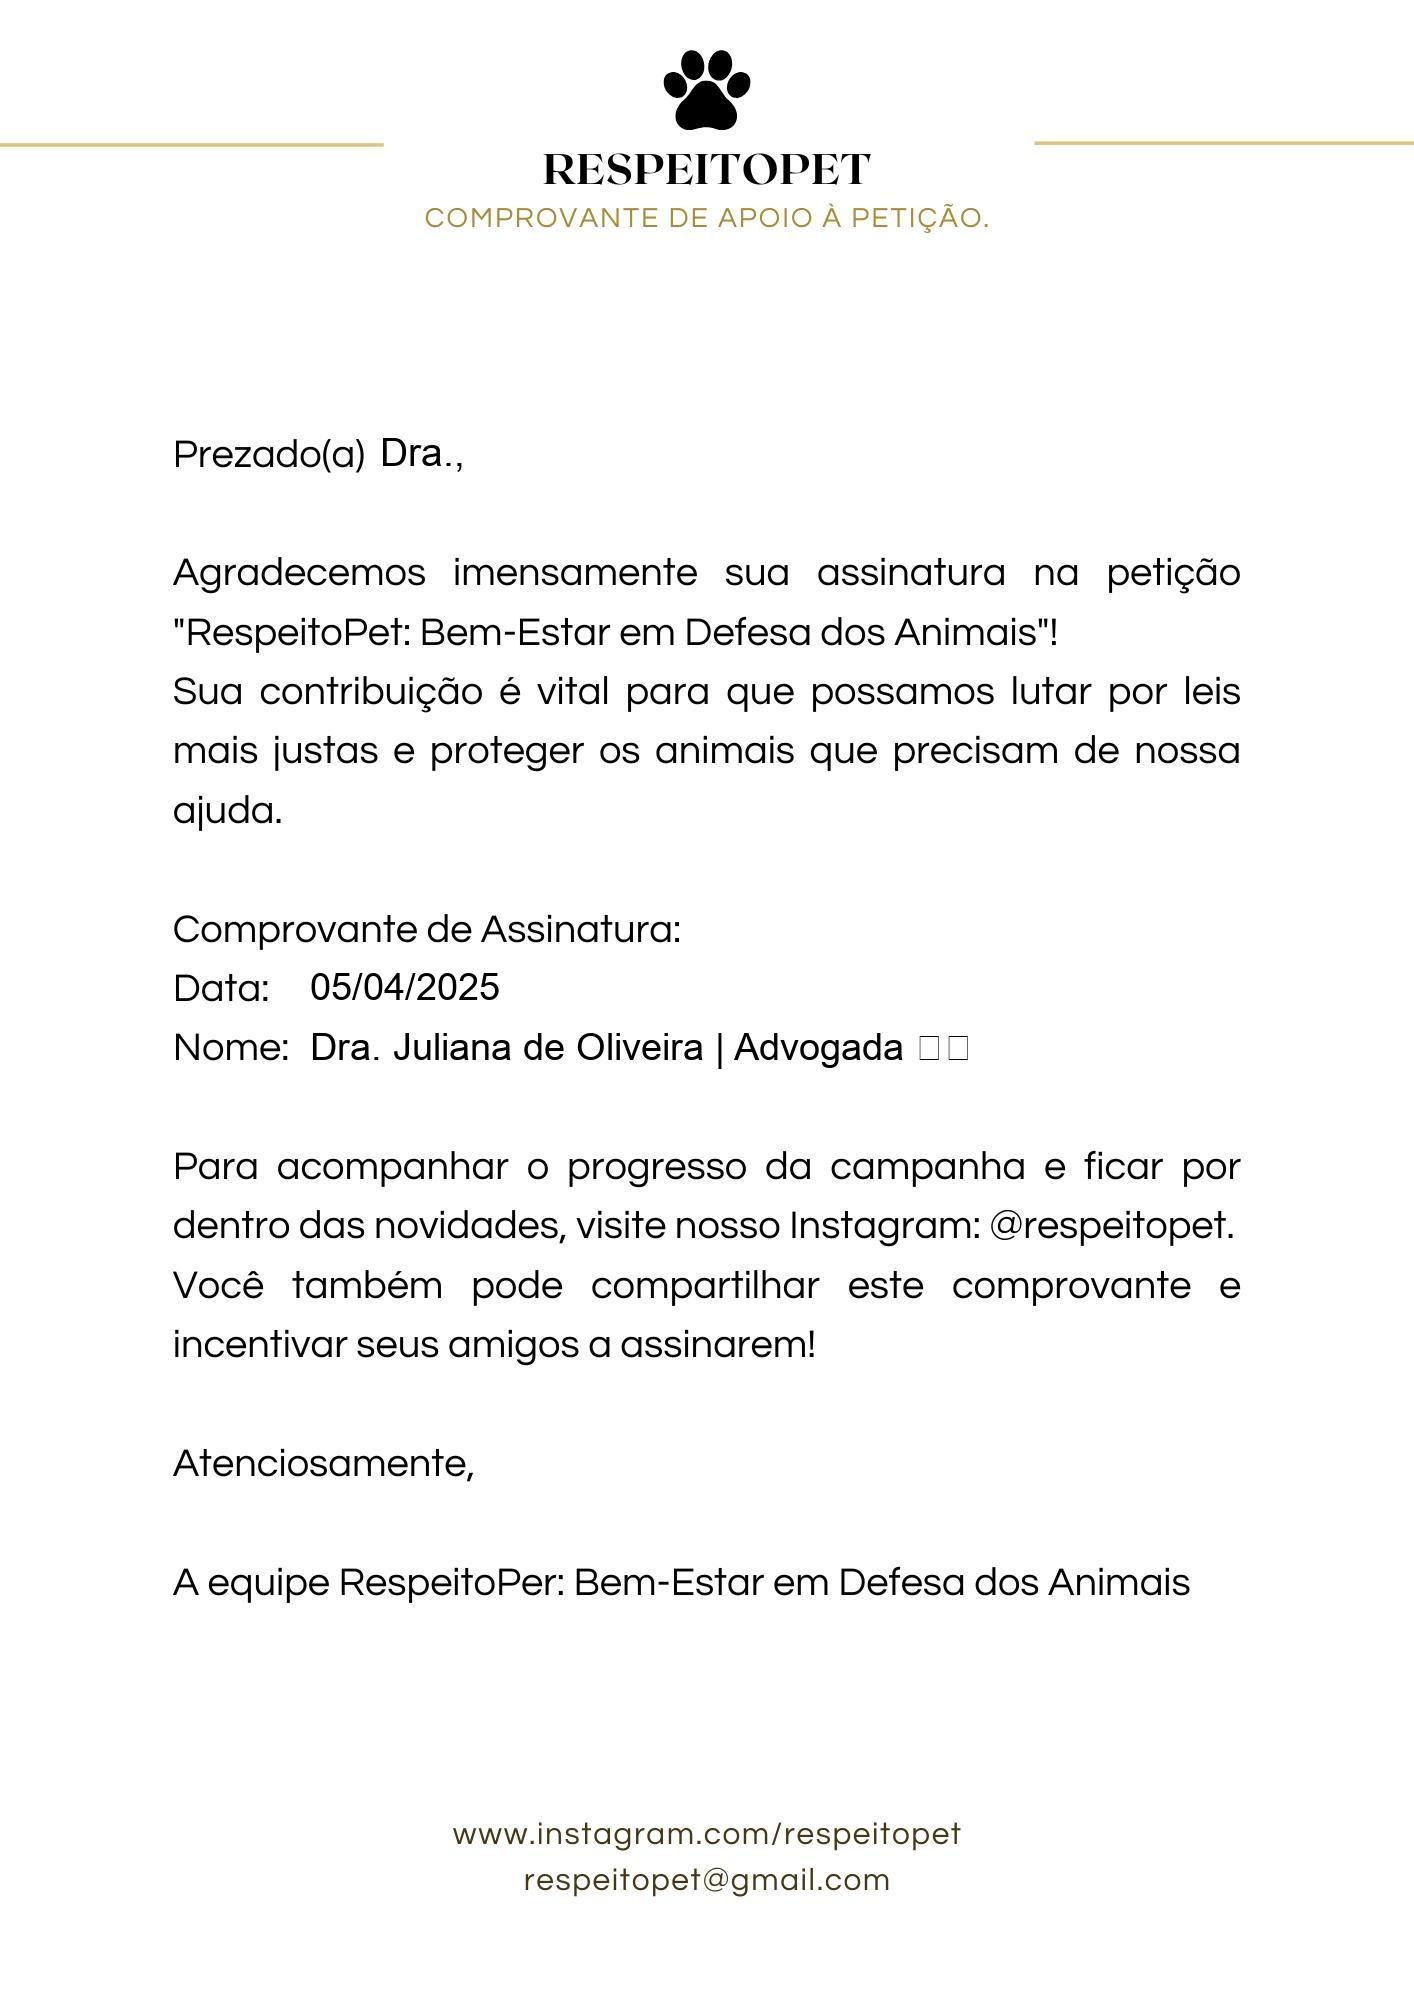 RESPEITOPET
COMPROVANTE DE APOIO À PETIÇÃO.
Prezado(a) Dra.,
Agradecemos imensamente sua assinatura na petição
"RespeitoPet: Bem-Estar em Defesa dos Animais"!
Sua contribuição é vital para que possamos lutar por leis
mais justas e proteger os animais que precisam de nossa
ajuda.
Comprovante de Assinatura:
Data: 05/04/2025
Nome: Dra. Juliana de Oliveira | Advogada □□
Para acompanhar o progresso da campanha e ficar por
dentro das novidades, visite nosso Instagram: @respeitopet.
Você também pode compartilhar este comprovante e
incentivar seus amigos a assinarem!
Atenciosamente,
A equipe RespeitoPer: Bem-Estar em Defesa dos Animais
www.instagram.com/respeitopet
respeitopet@gmail.com